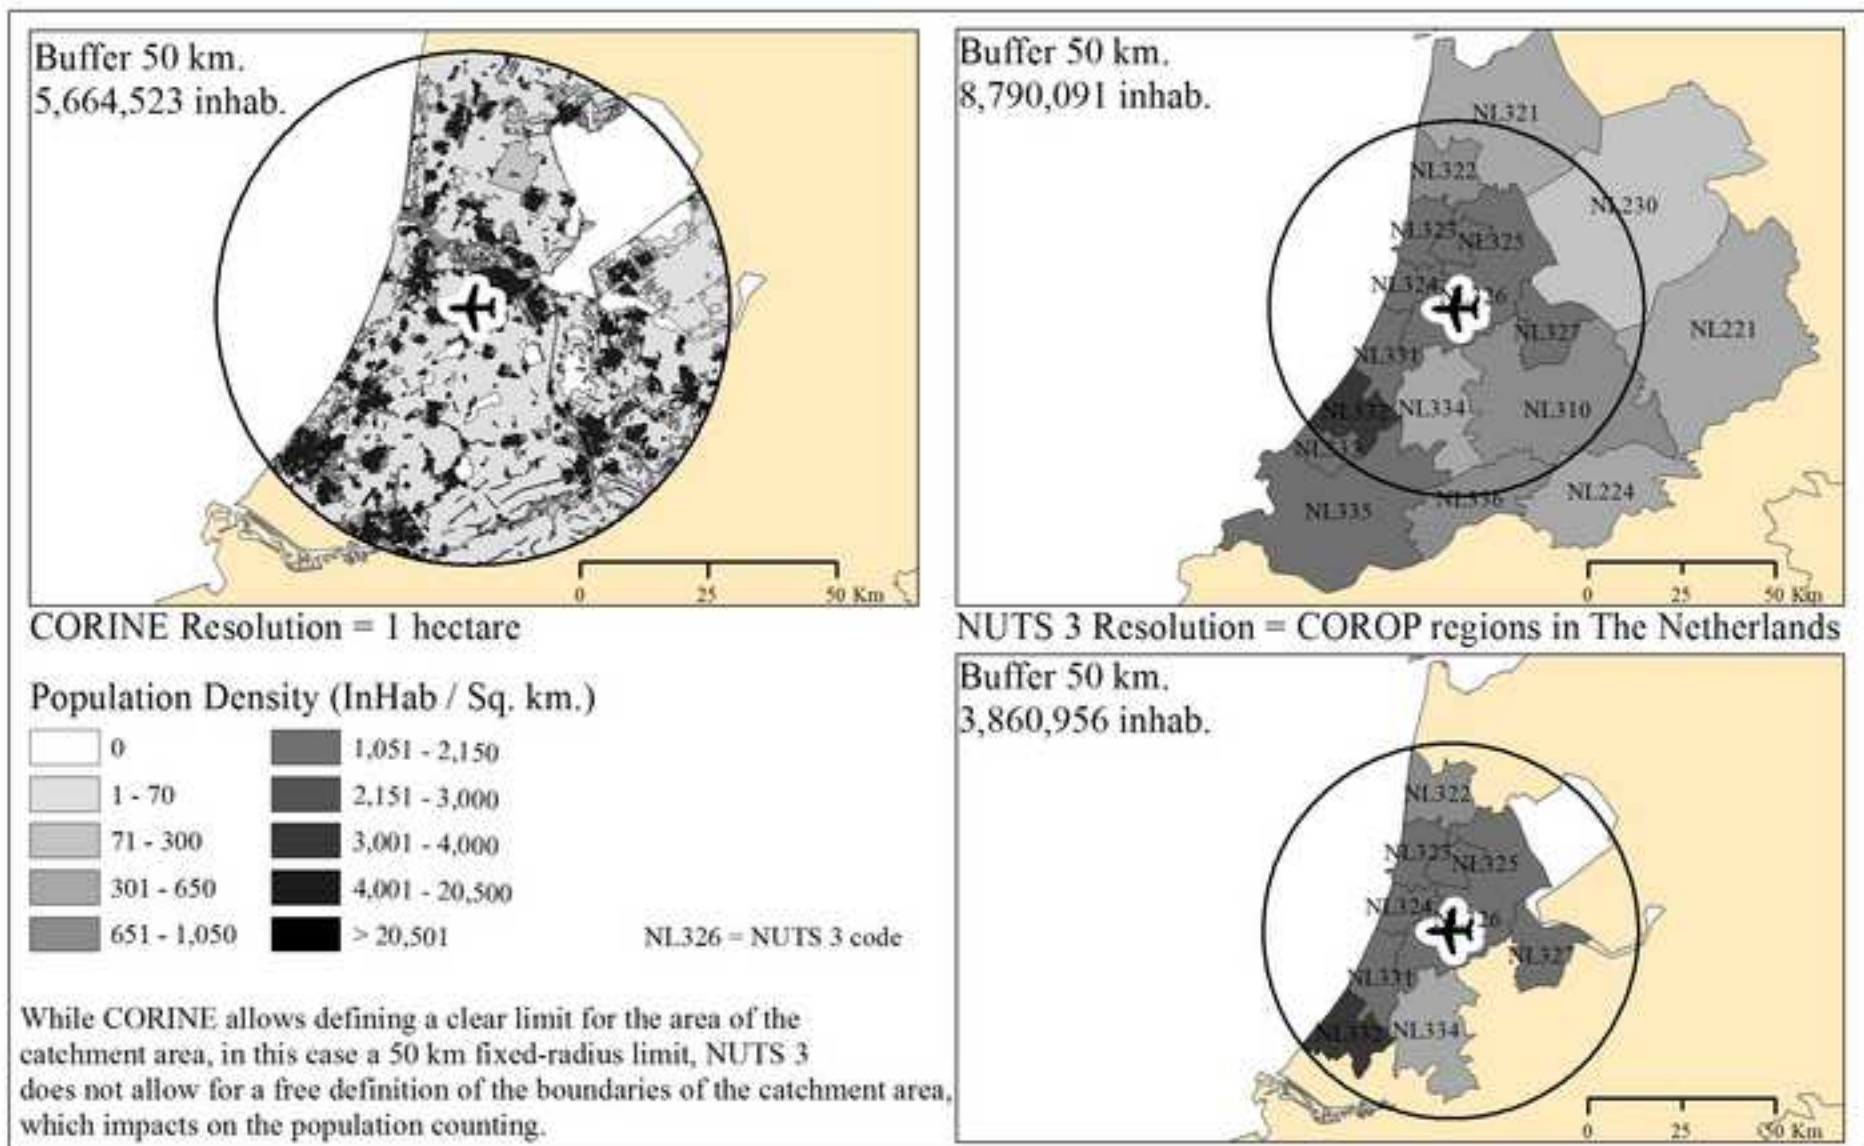 Buffer 50 km.
5,664,523 inhab.
0 25 50 Km
CORINE Resolution = 1 hectare
Buffer 50 km.
8,790,091 inhab.
NL321
NL322
NL230
NL323
NL325
NL324
NL327
NL221
NL331
NL332
NL334
NL310
NL335
NL336
NL224
0 25 50 Km
NUTS 3 Resolution = COROP regions in The Netherlands
Population Density (InHab / Sq. km.)
0
1 - 70
71 - 300
301 - 650
651 - 1,050
1,051 - 2,150
2,151 - 3,000
3,001 - 4,000
4,001 - 20,500
> 20,501
NL326 = NUTS 3 code
While CORINE allows defining a clear limit for the area of the
catchment area, in this case a 50 km fixed-radius limit, NUTS 3
does not allow for a free definition of the boundaries of the catchment area,
which impacts on the population counting.
Buffer 50 km.
3,860,956 inhab.
NL322
NL323
NL325
NL324
NL327
NL331
NL332
NL334
0 25 50 Km